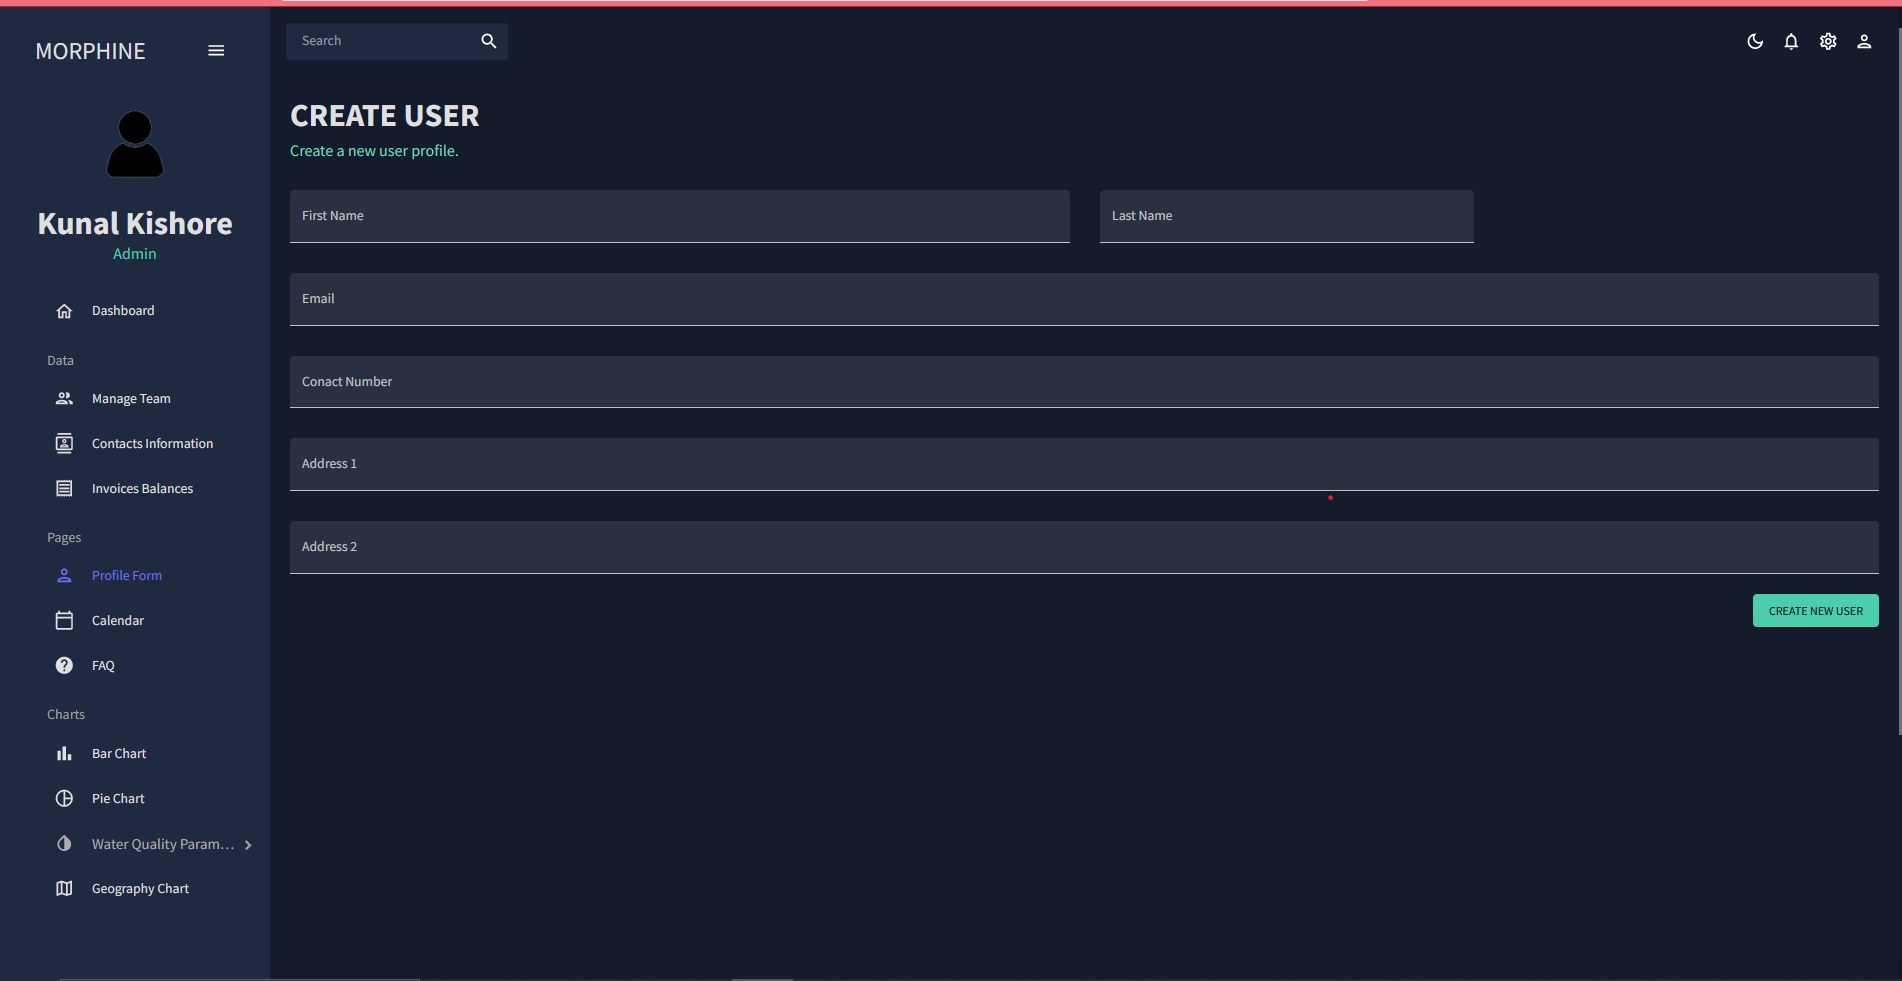 MORPHINE
Kunal Kishore
Admin
Dashboard
Data
Manage Team
Contacts Information
Invoices Balances
Pages
Profile Form
Calendar
FAQ
Charts
Bar Chart
Pie Chart
Water Quality Param...
Geography Chart
Search
CREATE USER
Create a new user profile.
First Name
Last Name
Email
Conact Number
Address 1
Address 2
CREATE NEW USER